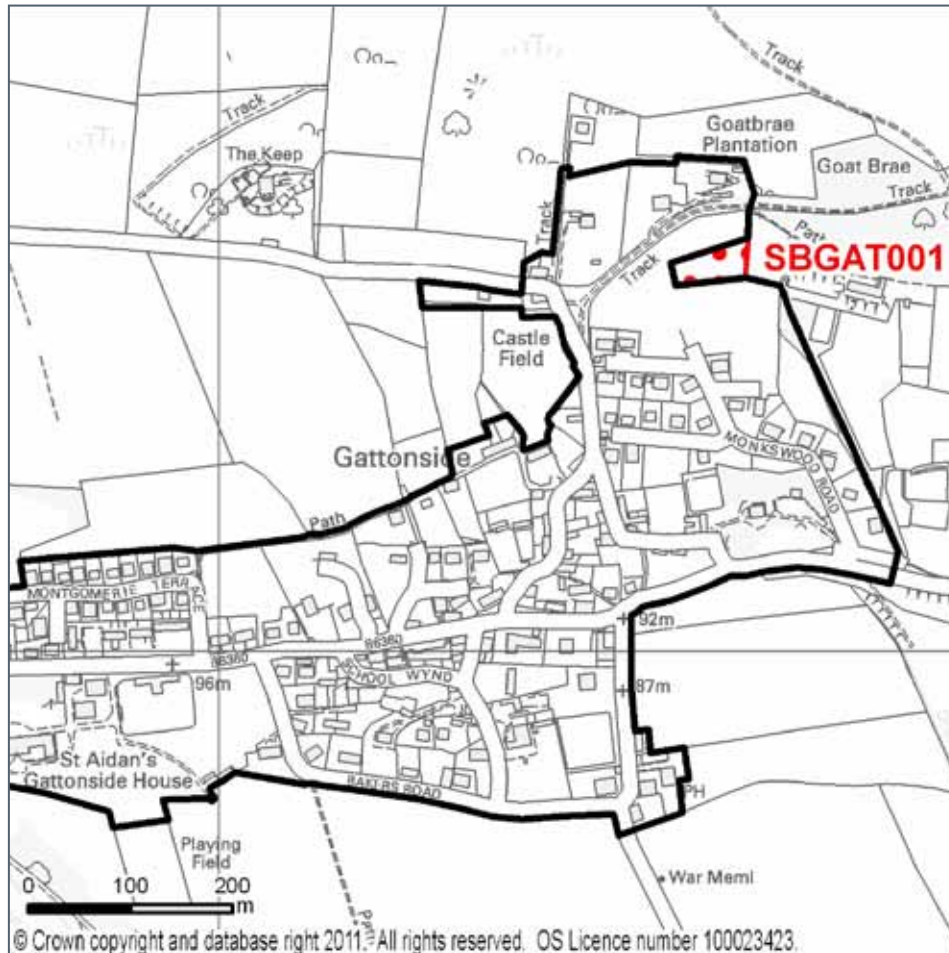 Track
Goatbrae
Plantation
Track
The Keep
Goat Brae
Track
Track
Path
SBGAT001
Track
Castle
Field
Gattonside
MONKSWOOD ROAD
Path
MONTGOMERIE TERRACE
92m
B6360
SCHOOL WYND
B6360
96m
87m
St Aidan's
Gattonside House
BAKERS ROAD
PH
Playing
Field
0 100 200
m
War Meml
Path
© Crown copyright and database right 2011. All rights reserved. OS Licence number 100023423.